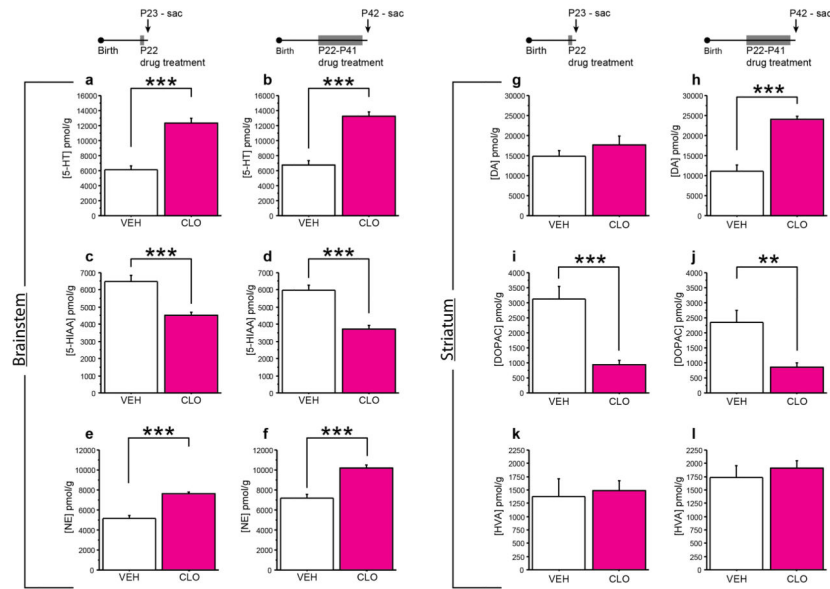 P23 - sac
Birth
P22
drug treatment
P42 - sac
Birth
P22-P41
drug treatment
P23 - sac
Birth
P22
drug treatment
P42 - sac
Birth
P22-P41
drug treatment
Brainstem
a
***
[5-HT] pmol/g
16000
14000
12000
10000
8000
6000
4000
2000
0
VEH
CLO
b
***
[5-HT] pmol/g
16000
14000
12000
10000
8000
6000
4000
2000
0
VEH
CLO
c
***
[5-HIAA] pmol/g
7000
6000
5000
4000
3000
2000
1000
0
VEH
CLO
d
***
[5-HIAA] pmol/g
7000
6000
5000
4000
3000
2000
1000
0
VEH
CLO
e
***
[NE] pmol/g
12000
10000
8000
6000
4000
2000
0
VEH
CLO
f
***
[NE] pmol/g
12000
10000
8000
6000
4000
2000
0
VEH
CLO
Striatum
g
[DA] pmol/g
30000
25000
20000
15000
10000
5000
0
VEH
CLO
h
***
[DA] pmol/g
30000
25000
20000
15000
10000
5000
0
VEH
CLO
i
***
[DOPAC] pmol/g
4000
3500
3000
2500
2000
1500
1000
500
0
VEH
CLO
j
**
[DOPAC] pmol/g
4000
3500
3000
2500
2000
1500
1000
500
0
VEH
CLO
k
[HVA] pmol/g
2250
2000
1750
1500
1250
1000
750
500
250
0
VEH
CLO
l
[HVA] pmol/g
2250
2000
1750
1500
1250
1000
750
500
250
0
VEH
CLO